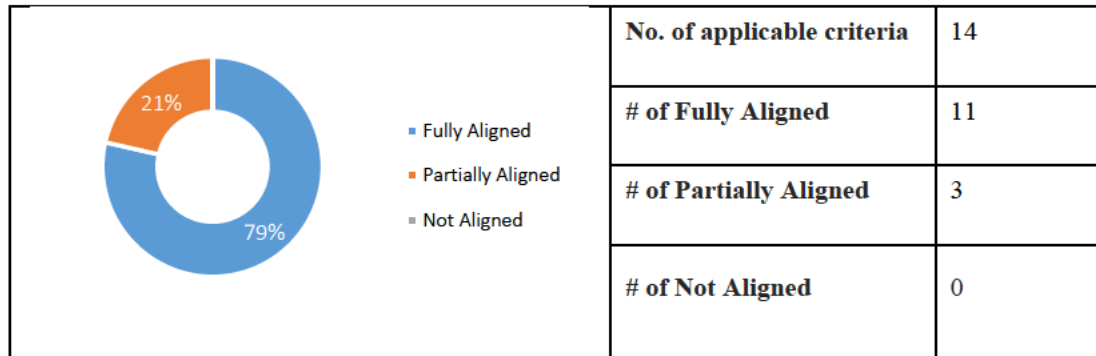 21%
79%
Fully Aligned
Partially Aligned
Not Aligned
No. of applicable criteria 14
# of Fully Aligned 11
# of Partially Aligned 3
# of Not Aligned 0